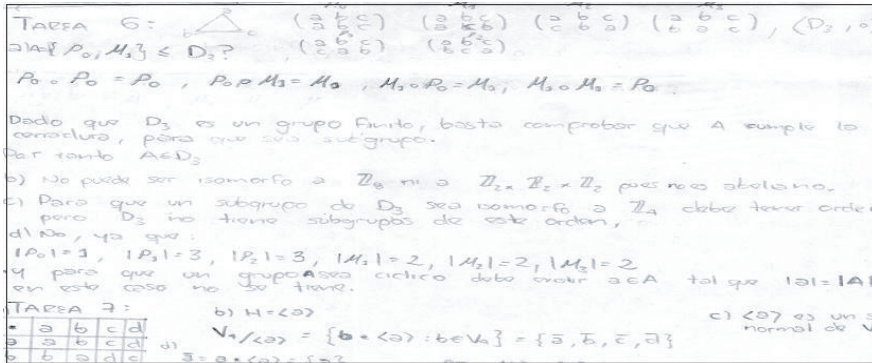 TAREA 6: (a b c / a b c) (a b c / a c b) (a b c / c b a) (a b c / b a c), (D₃, ∘
a) A{P₀, M₃} ≤ D₃? (a b c / c a b) (a b c / b c a)
P₀ ∘ P₀ = P₀, P₀ ∘ M₃ = M₃, M₃ ∘ P₀ = M₃, M₃ ∘ M₃ = P₀
Dado que D₃ es un grupo finito, basta comprobar que A cumple la
cerradura, para que sea subgrupo.
Por tanto A≤D₃
b) No puede ser isomorfo a ℤ₈ ni a ℤ₂ × ℤ₂ × ℤ₂ pues no es abeliano.
c) Para que un subgrupo de D₃ sea isomorfo a ℤ₄ debe tener orden
pero D₃ no tiene subgrupos de este orden,
d) No, ya que:
|P₀|=1, |P₁|=3, |P₂|=3, |M₁|=2, |M₂|=2, |M₃|=2
y para que un grupo A sea cíclico debe existir a∈A tal que |a|=|A|
en este caso no se tiene.
TAREA 7: b) H=<a> c) <a> es un
• a b c d V₄/<a> = {b • <a> : b∈V₄} = {ā, b̄, c̄, d̄} normal de V
a a b c d d)
b b a d c